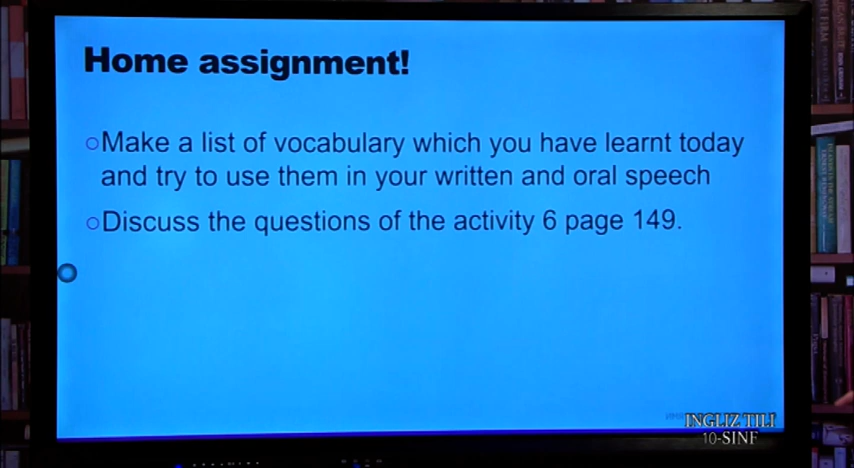 Home assignment!
○Make a list of vocabulary which you have learnt today
and try to use them in your written and oral speech
○Discuss the questions of the activity 6 page 149.
INGLIZ TILI
10-SINF